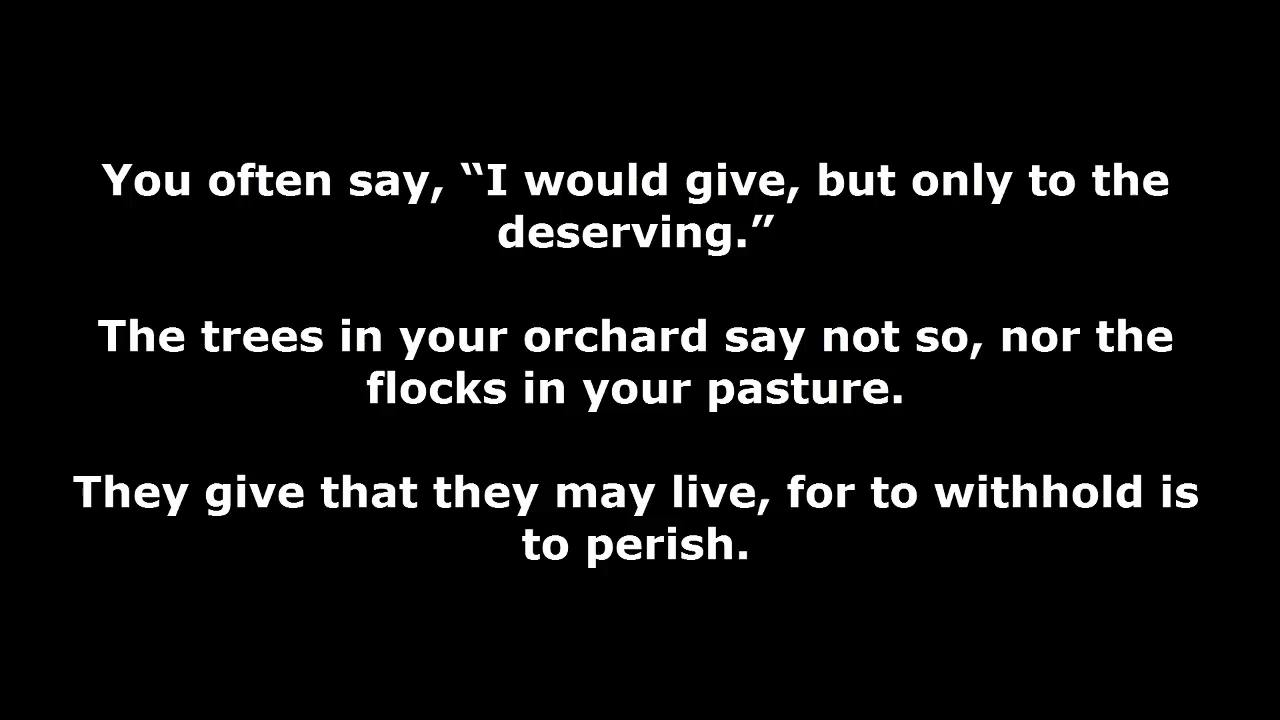 You often say, “I would give, but only to the
deserving.”
The trees in your orchard say not so, nor the
flocks in your pasture.
They give that they may live, for to withhold is
to perish.